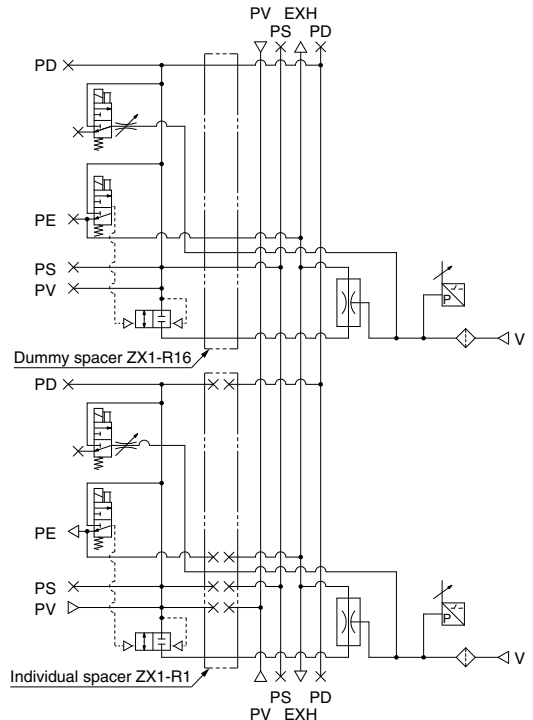 PV EXH
PS PD
PD
PE
PS
PV
P
V
Dummy spacer ZX1-R16
PD
PE
PS
PV
P
V
Individual spacer ZX1-R1
PS PD
PV EXH